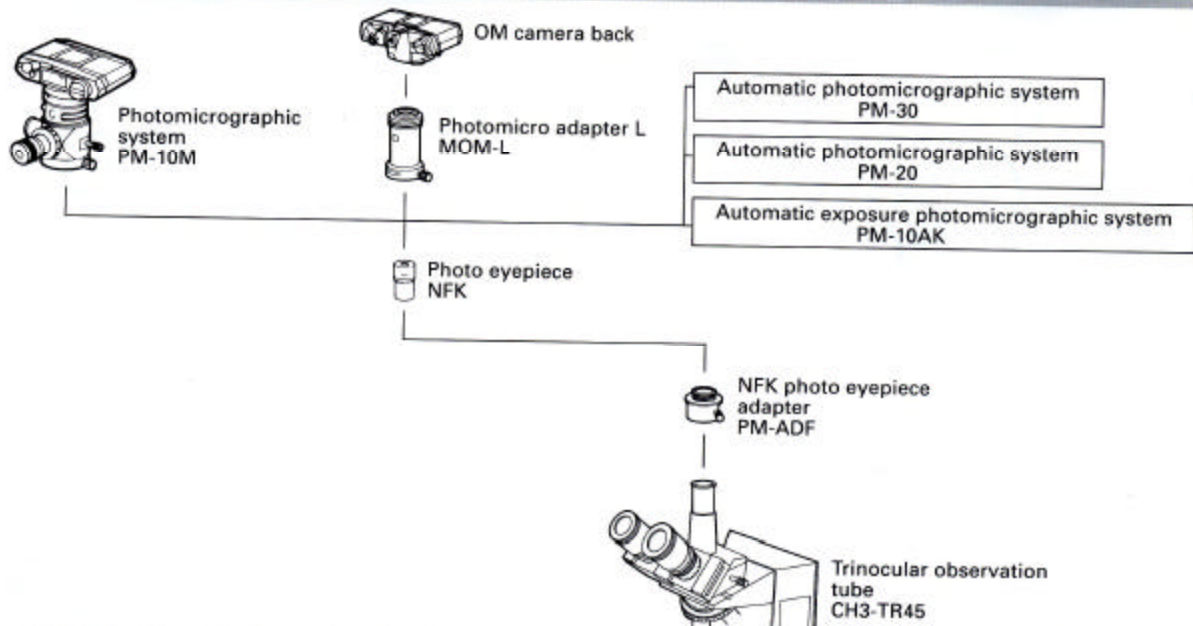 OM camera back
Photomicrographic
system
PM-10M
Photomicro adapter L
MOM-L
Automatic photomicrographic system
PM-30
Automatic photomicrographic system
PM-20
Automatic exposure photomicrographic system
PM-10AK
Photo eyepiece
NFK
NFK photo eyepiece
adapter
PM-ADF
Trinocular observation
tube
CH3-TR45